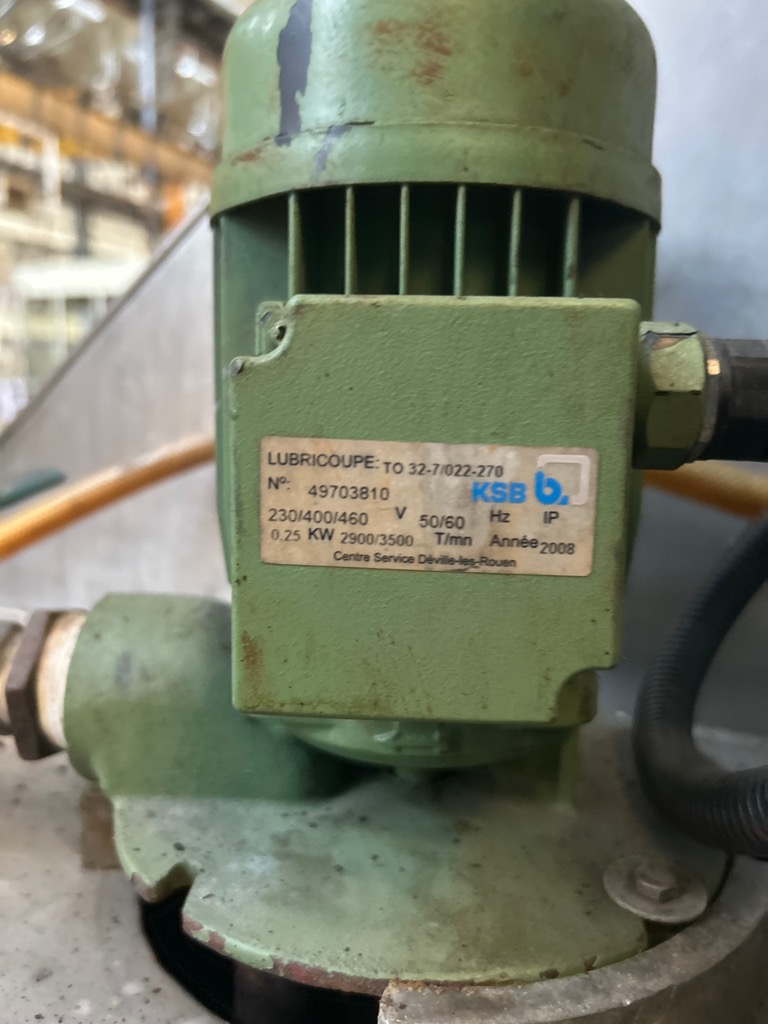 LUBRICOUPE: TO 32-7/022-270
Nº: 49703810 KSB b.
230/400/460 V 50/60 Hz IP
0.25 KW 2900/3500 T/mn Année 2008
Centre Service Déville-les-Rouen